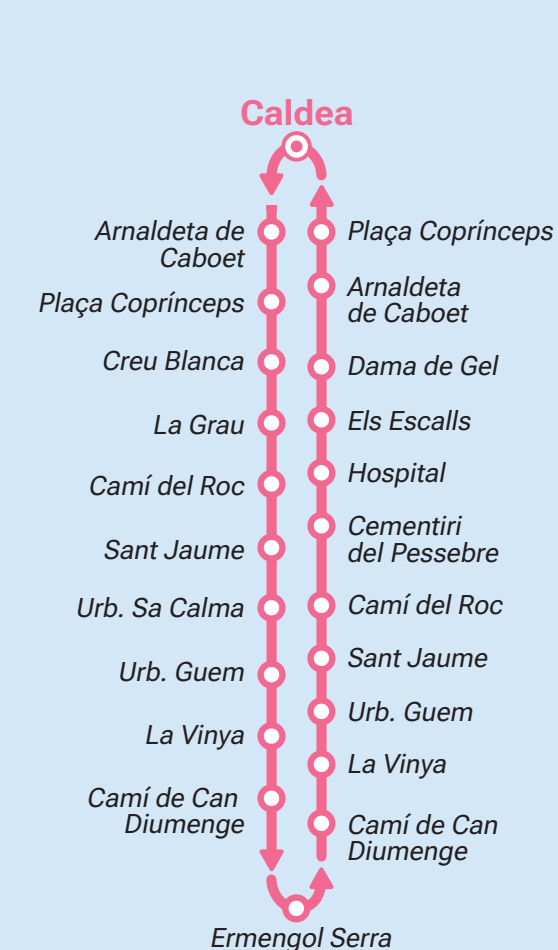 Caldea
Arnaldeta de
Caboet
Plaça Coprínceps
Creu Blanca
La Grau
Camí del Roc
Sant Jaume
Urb. Sa Calma
Urb. Guem
La Vinya
Camí de Can
Diumenge
Plaça Coprínceps
Arnaldeta
de Caboet
Dama de Gel
Els Escalls
Hospital
Cementiri
del Pessebre
Camí del Roc
Sant Jaume
Urb. Guem
La Vinya
Camí de Can
Diumenge
Ermengol Serra